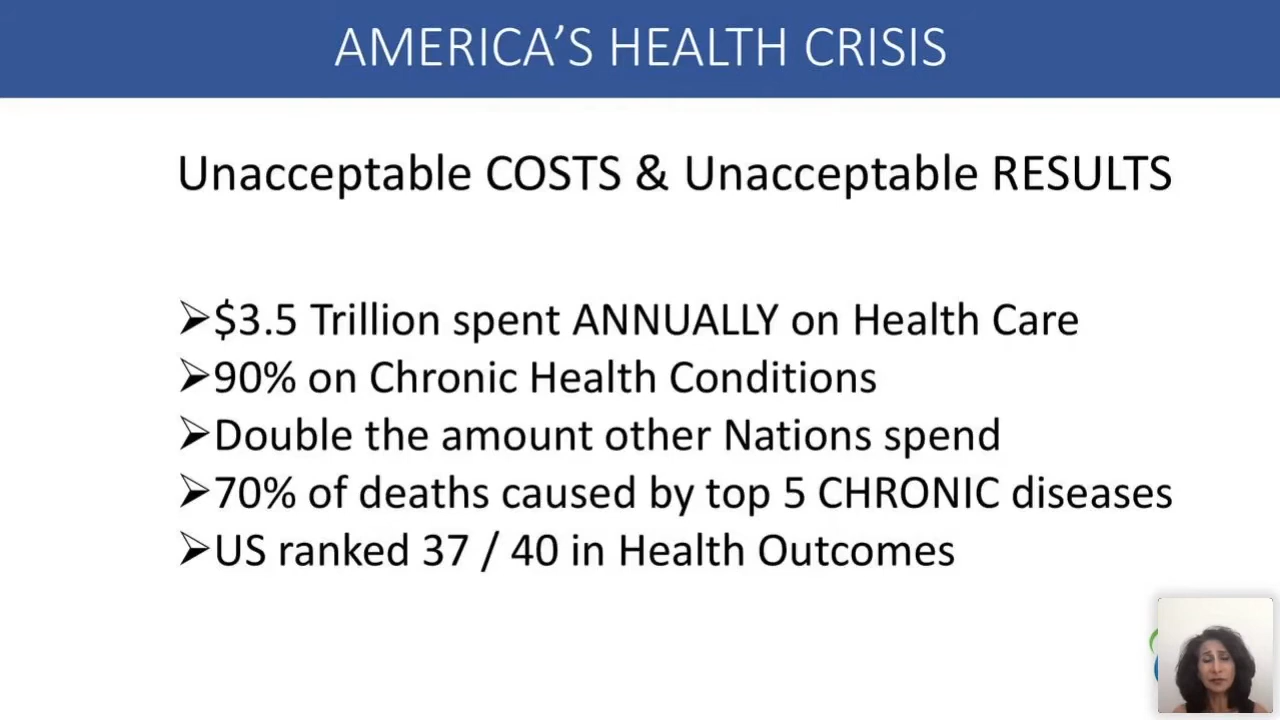 AMERICA'S HEALTH CRISIS
Unacceptable COSTS & Unacceptable RESULTS
➢$3.5 Trillion spent ANNUALLY on Health Care
➢90% on Chronic Health Conditions
➢Double the amount other Nations spend
➢70% of deaths caused by top 5 CHRONIC diseases
➢US ranked 37 / 40 in Health Outcomes